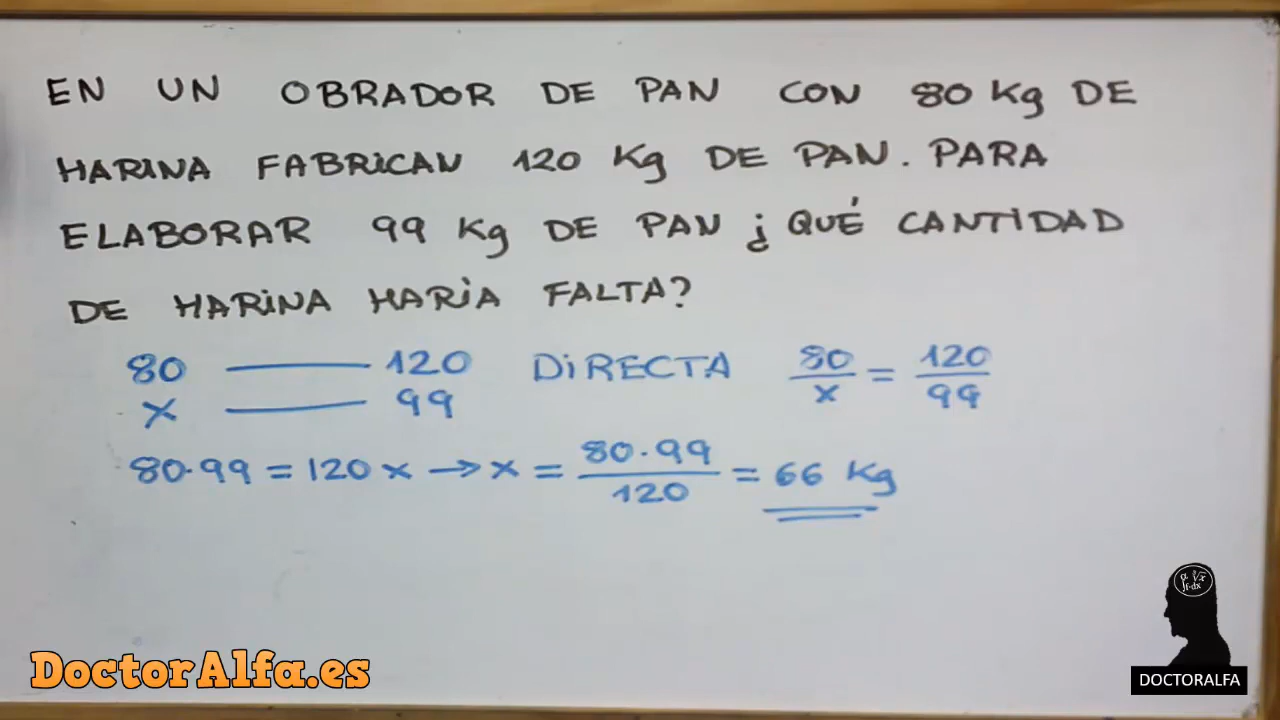 EN UN OBRADOR DE PAN CON 80 Kg DE
HARINA FABRICAN 120 Kg DE PAN. PARA
ELABORAR 99 Kg DE PAN ¿QUÉ CANTIDAD
DE HARINA HARIA FALTA?
80 — 120 DIRECTA 80/x = 120/99
x — 99
80·99 = 120x → x = 80·99/120 = 66 Kg
DoctorAlfa.es
DOCTORALFA